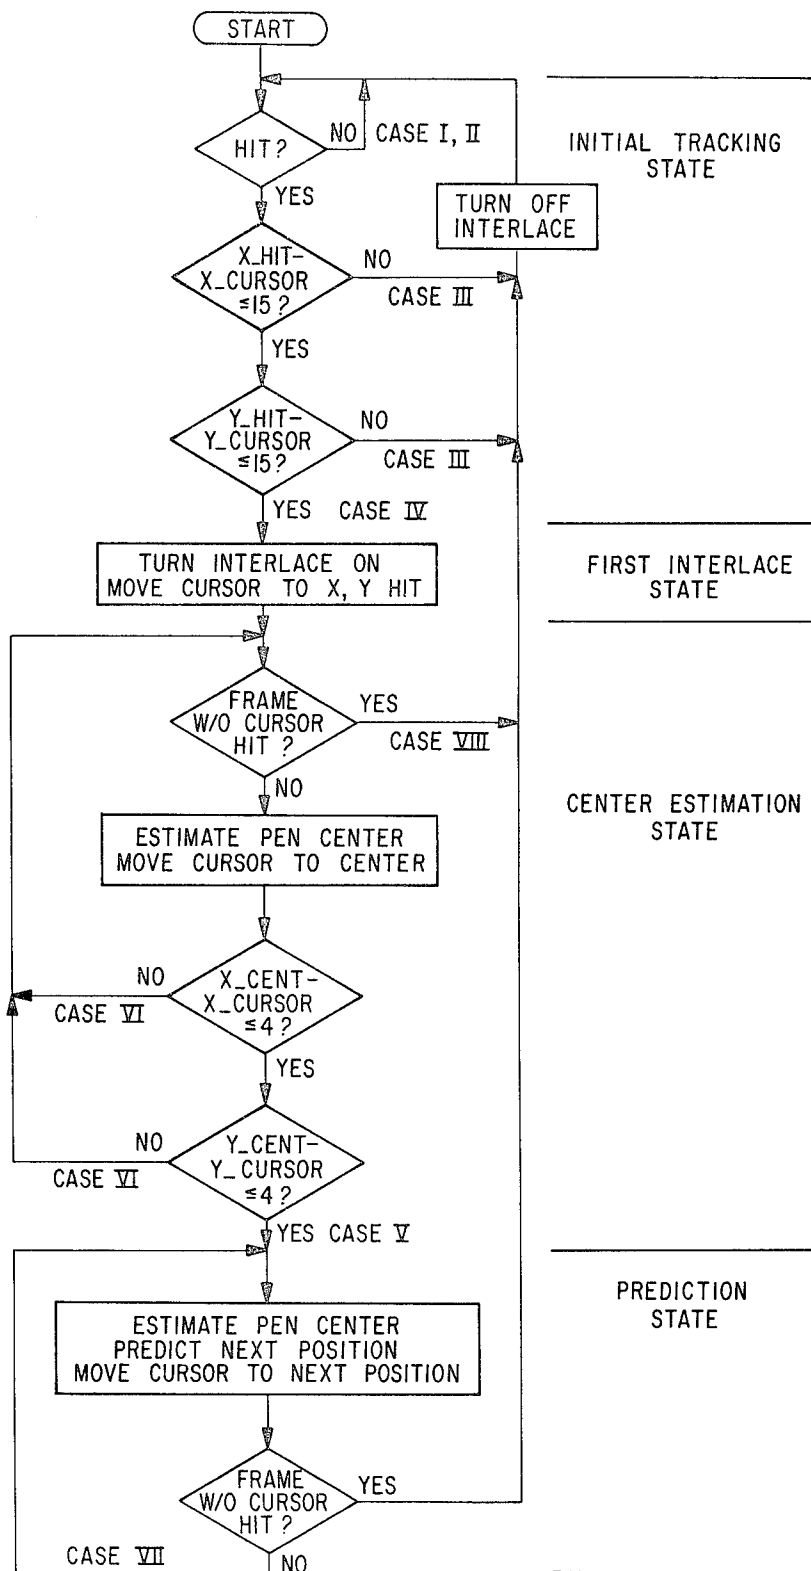 START
HIT?
NO CASE I, II
INITIAL TRACKING
STATE
YES
TURN OFF
INTERLACE
X_HIT-
X_CURSOR
≤15?
NO
CASE III
YES
Y_HIT-
Y_CURSOR
≤15?
NO
CASE III
YES CASE IV
TURN INTERLACE ON
MOVE CURSOR TO X, Y HIT
FIRST INTERLACE
STATE
FRAME
W/O CURSOR
HIT?
YES
CASE VIII
NO
CENTER ESTIMATION
STATE
ESTIMATE PEN CENTER
MOVE CURSOR TO CENTER
X_CENT-
X_CURSOR
≤4?
NO
CASE VI
YES
Y_CENT-
Y_CURSOR
≤4?
NO
CASE VI
YES CASE V
PREDICTION
STATE
ESTIMATE PEN CENTER
PREDICT NEXT POSITION
MOVE CURSOR TO NEXT POSITION
FRAME
W/O CURSOR
HIT?
YES
CASE VII
NO